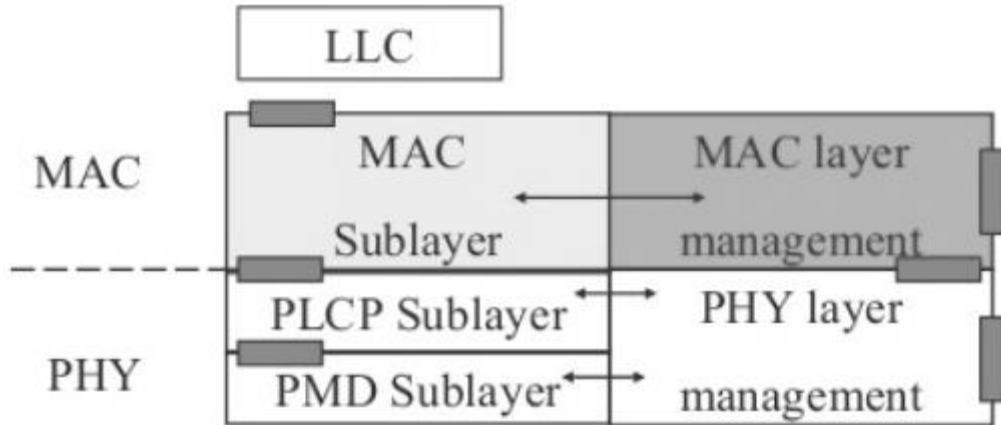 LLC
MAC
MAC
Sublayer
MAC layer
management
PHY
PLCP Sublayer
PMD Sublayer
PHY layer
management